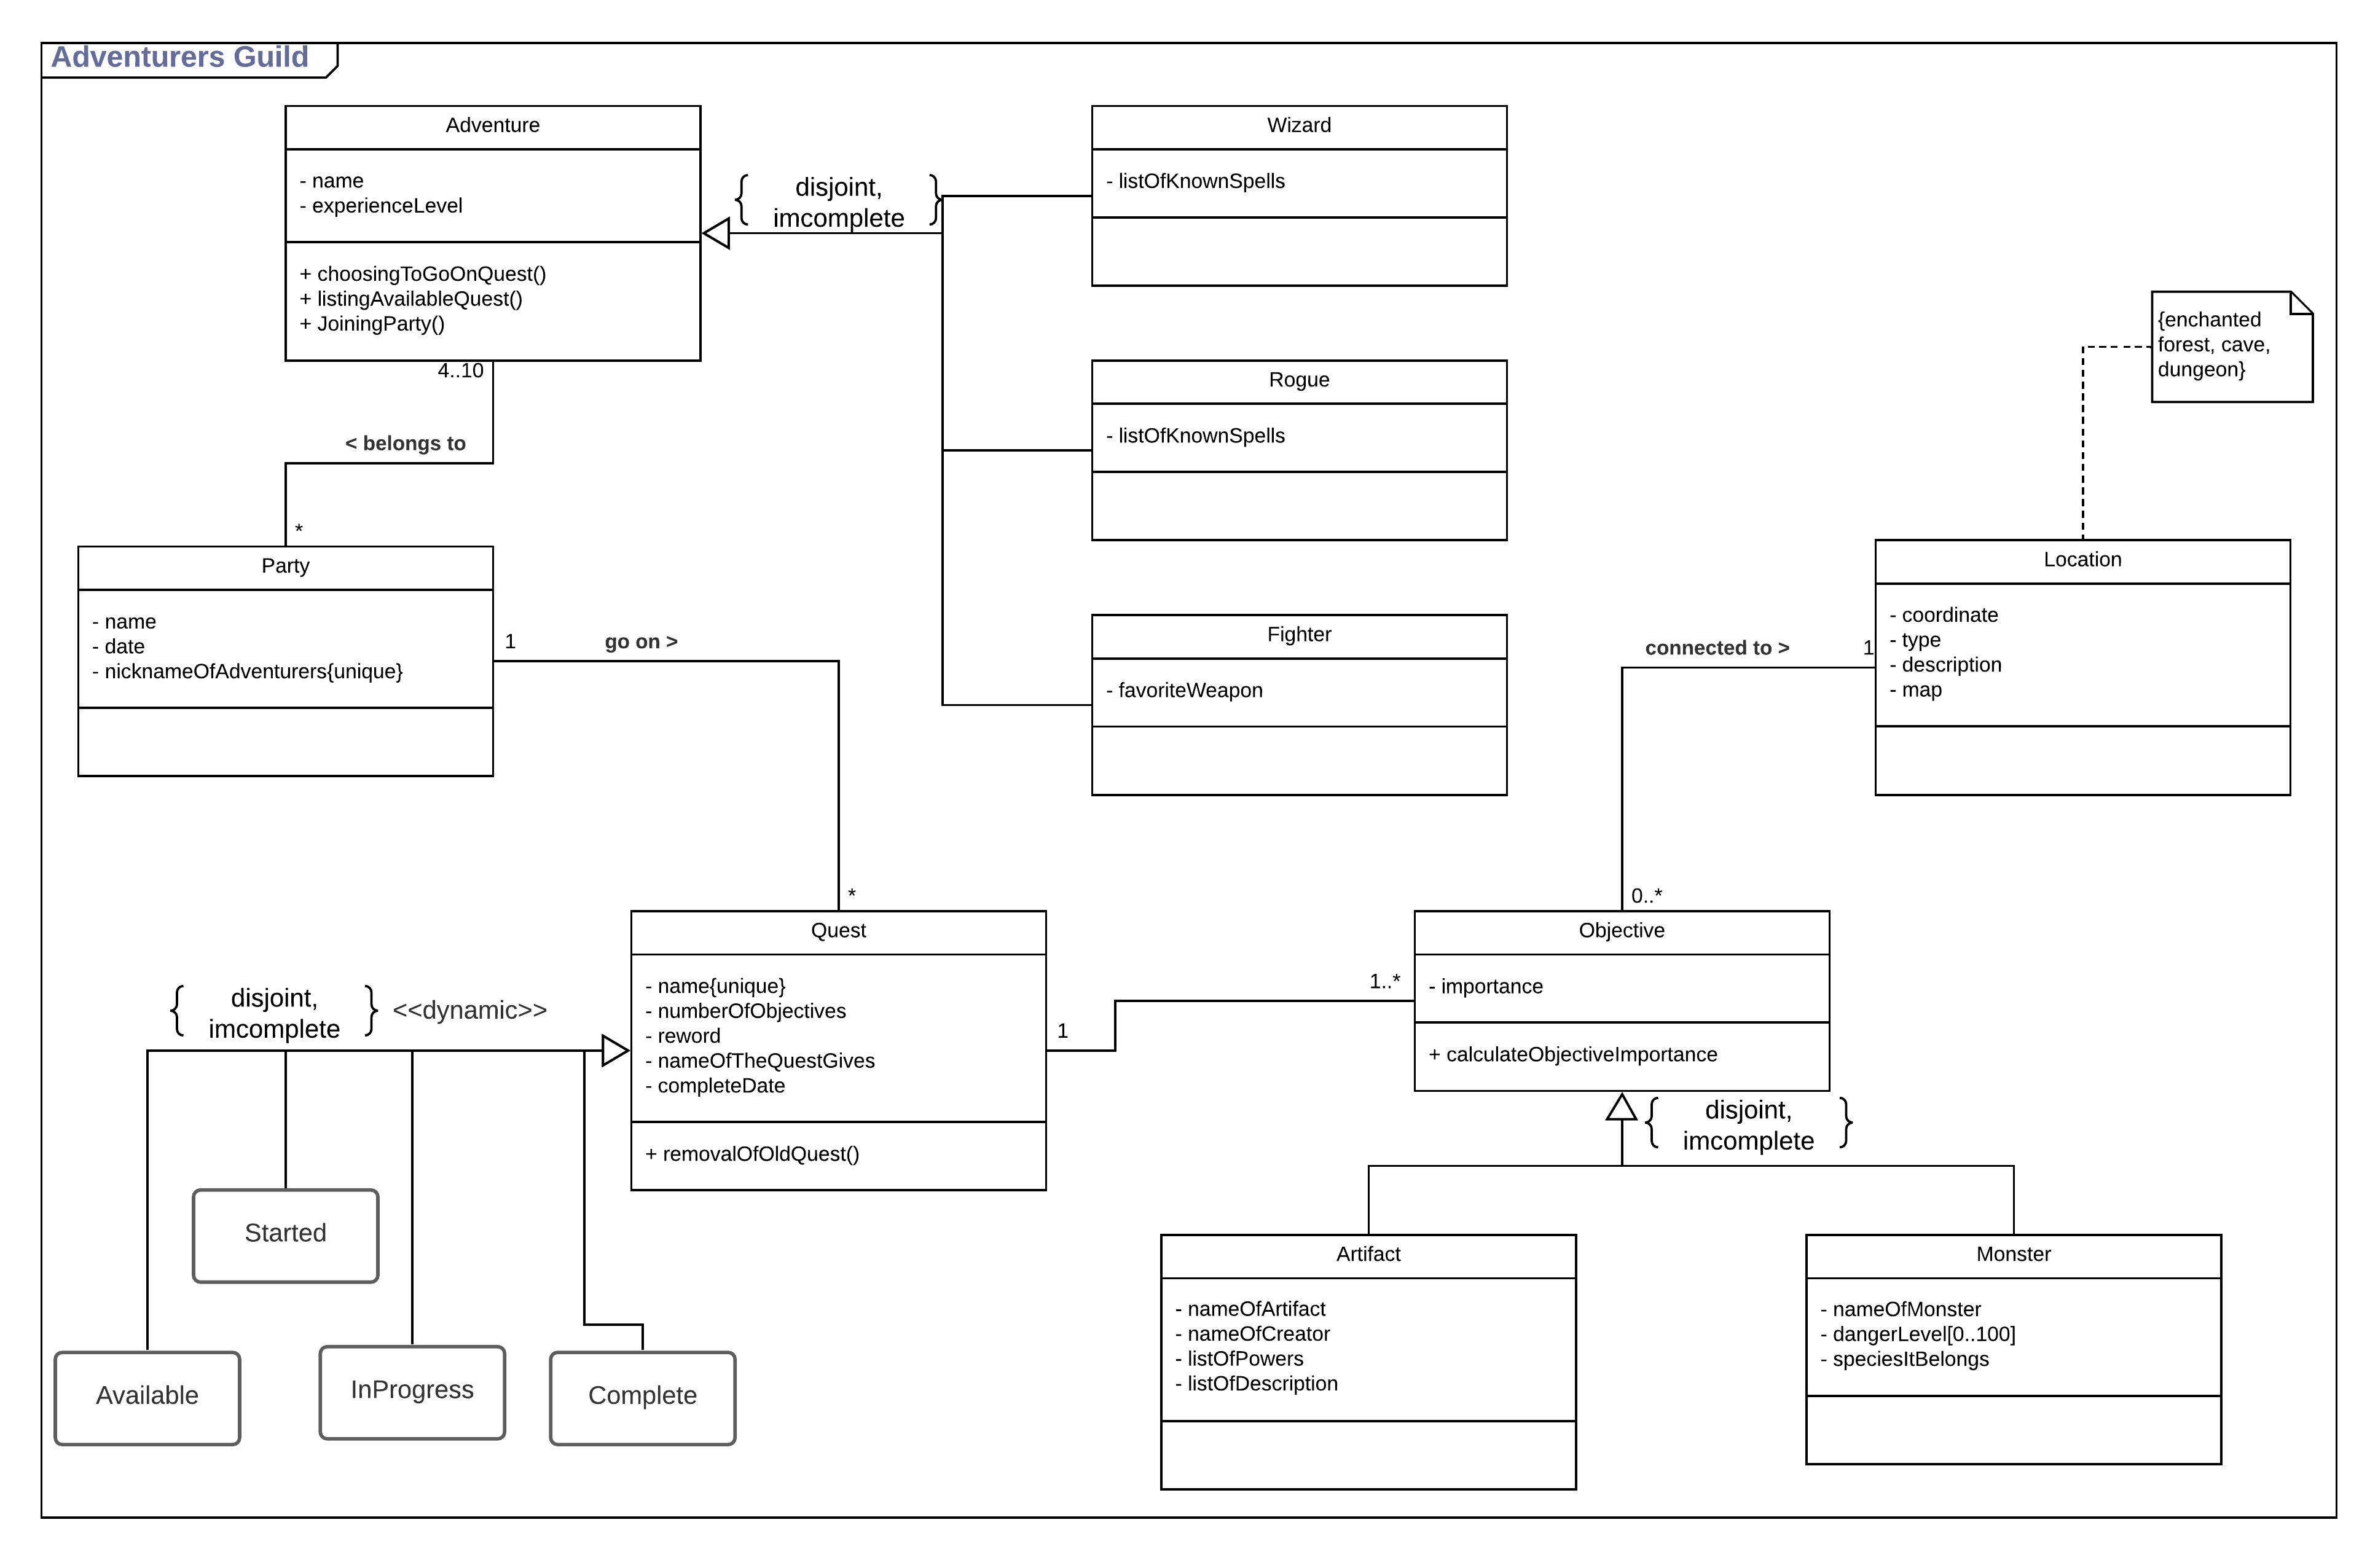 Adventurers Guild
Adventure
- name
- experienceLevel
+ choosingToGoOnQuest()
+ listingAvailableQuest()
+ JoiningParty()
{ disjoint, }
imcomplete
Wizard
- listOfKnownSpells
Rogue
- listOfKnownSpells
Fighter
- favoriteWeapon
{enchanted
forest, cave,
dungeon}
4..10
< belongs to
*
Party
- name
- date
- nicknameOfAdventurers{unique}
1
go on >
*
Location
- coordinate
- type
- description
- map
connected to >
1
0..*
Quest
- name{unique}
- numberOfObjectives
- reword
- nameOfTheQuestGives
- completeDate
+ removalOfOldQuest()
1
1..*
Objective
- importance
+ calculateObjectiveImportance
{ disjoint, }
imcomplete
<<dynamic>>
Started
Available
InProgress
Complete
{ disjoint, }
imcomplete
Artifact
- nameOfArtifact
- nameOfCreator
- listOfPowers
- listOfDescription
Monster
- nameOfMonster
- dangerLevel[0..100]
- speciesItBelongs